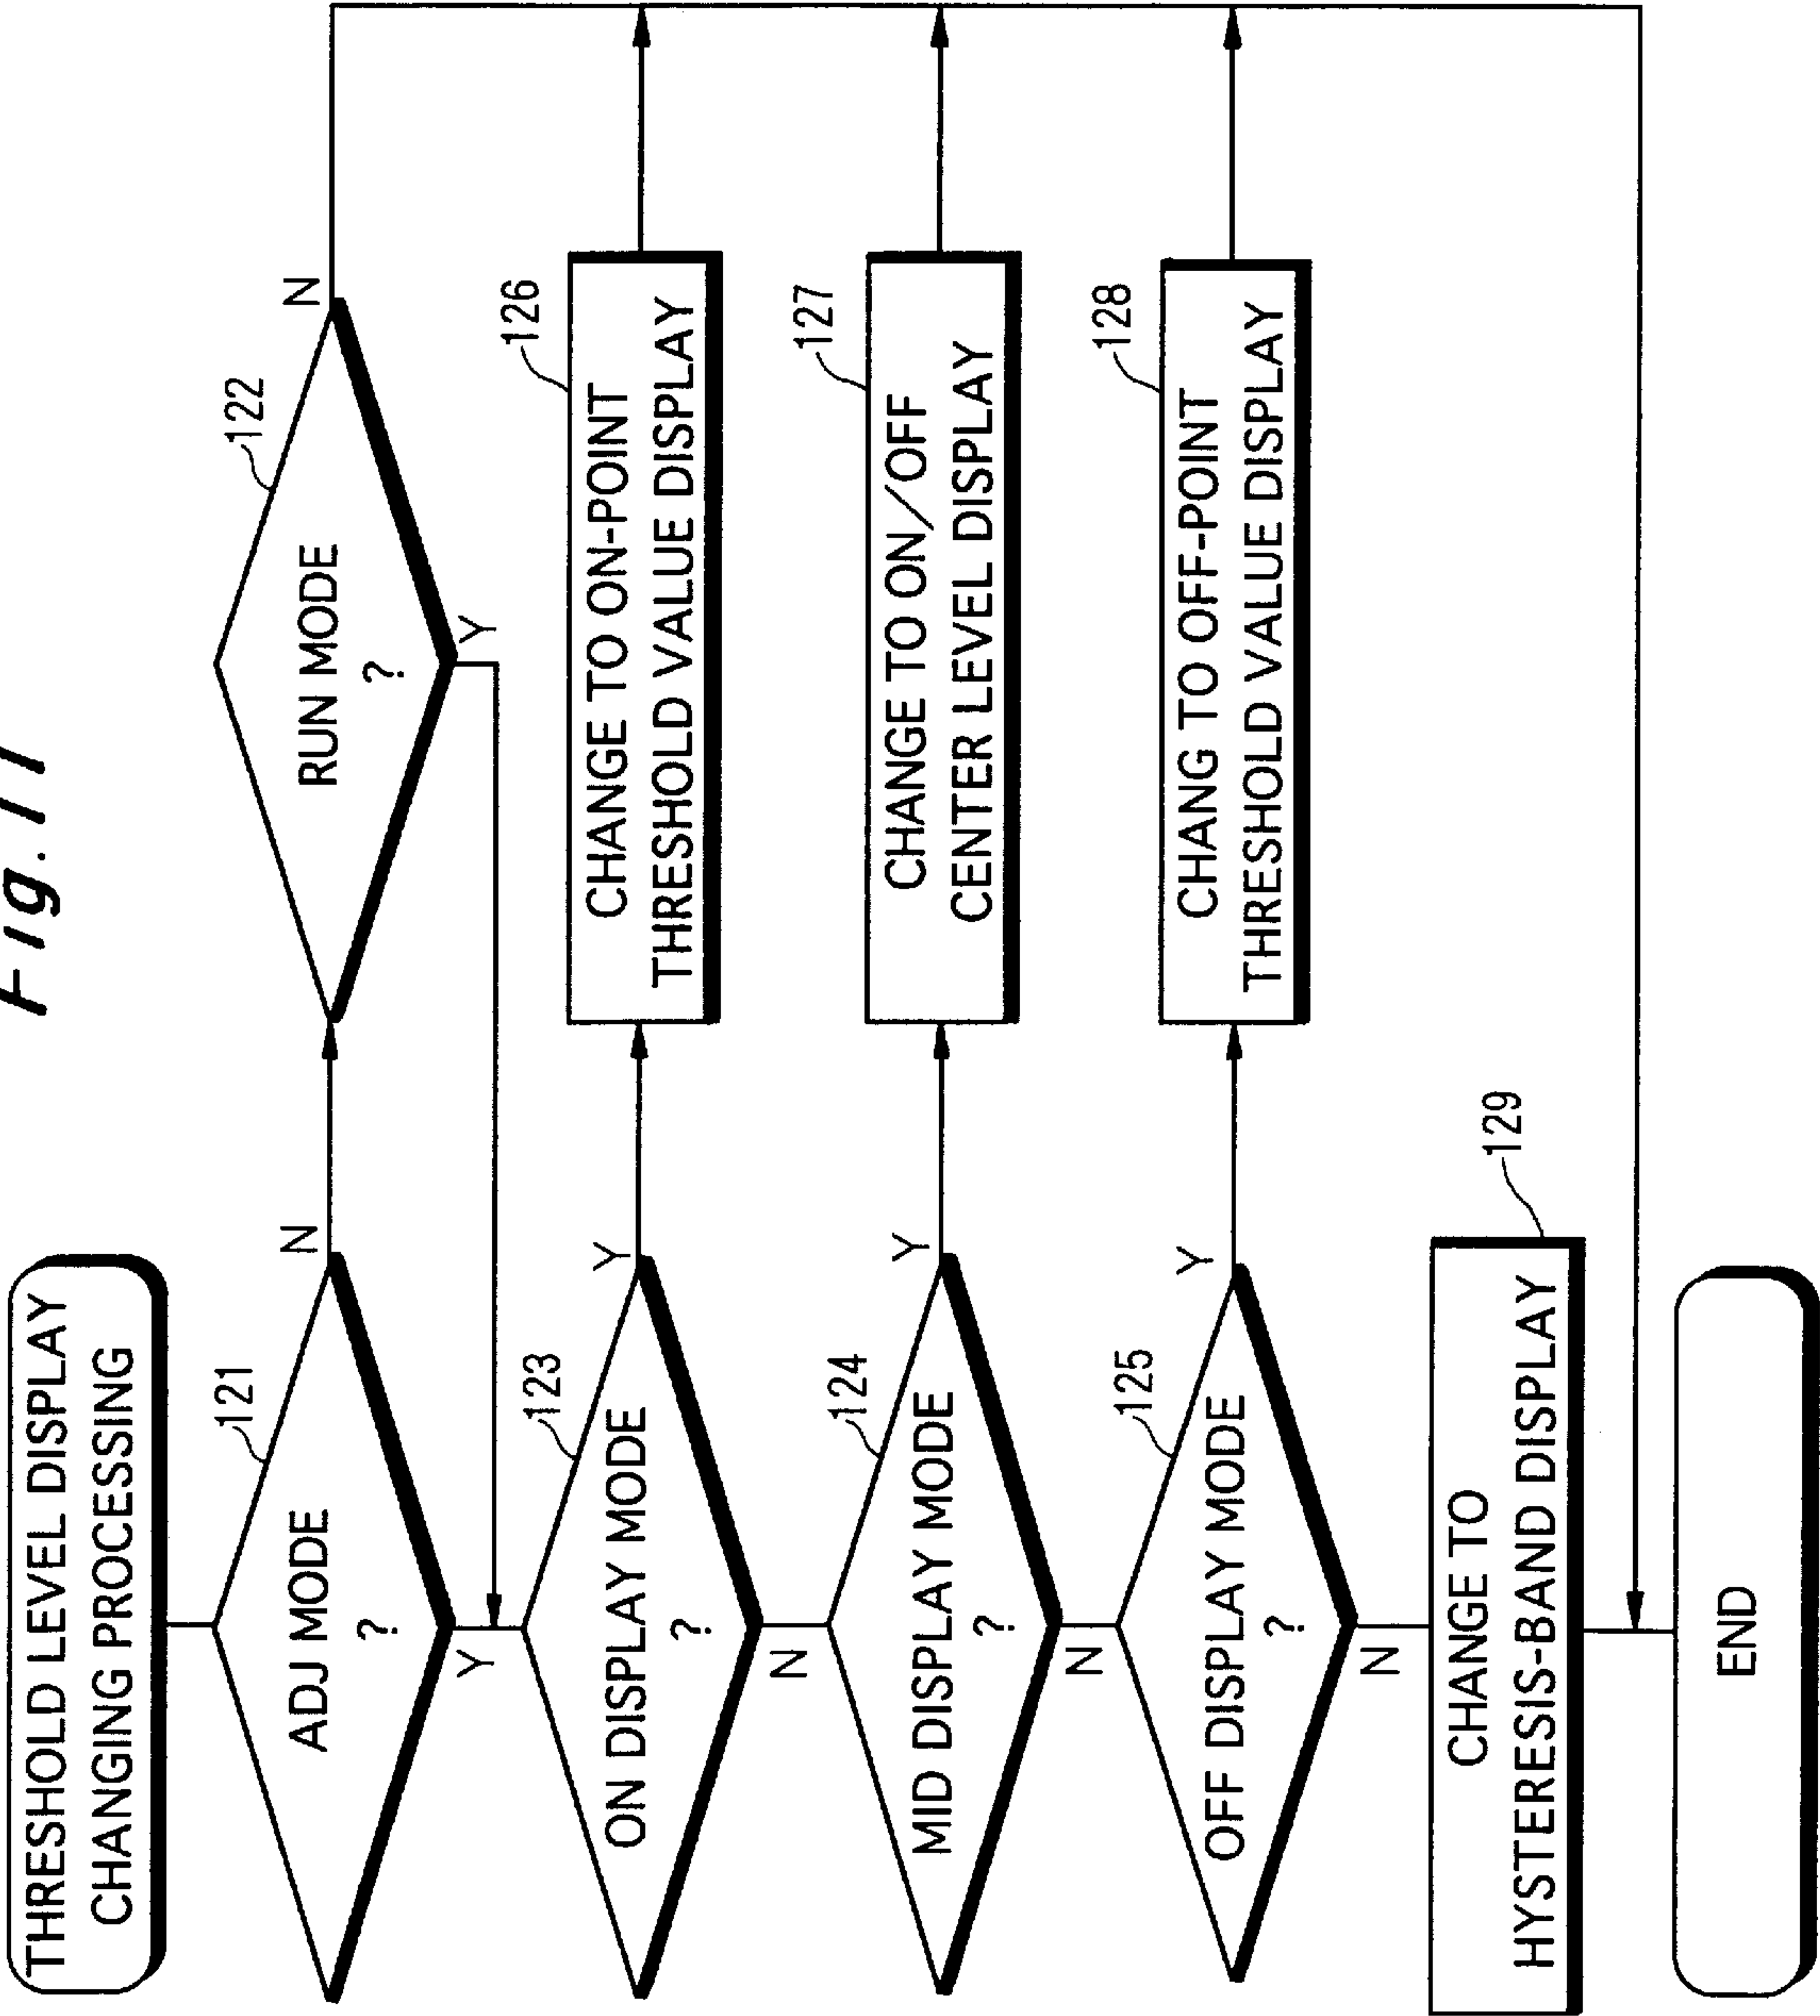 Fig. 11
THRESHOLD LEVEL DISPLAY
CHANGING PROCESSING
121
ADJ MODE
?
N
Y
122
RUN MODE
?
N
Y
123
ON DISPLAY MODE
?
Y
N
126
CHANGE TO ON-POINT
THRESHOLD VALUE DISPLAY
124
MID DISPLAY MODE
?
Y
N
127
CHANGE TO ON/OFF
CENTER LEVEL DISPLAY
125
OFF DISPLAY MODE
?
Y
N
128
CHANG TO OFF-POINT
THRESHOLD VALUE DISPLAY
129
CHANGE TO
HYSTERESIS-BAND DISPLAY
END